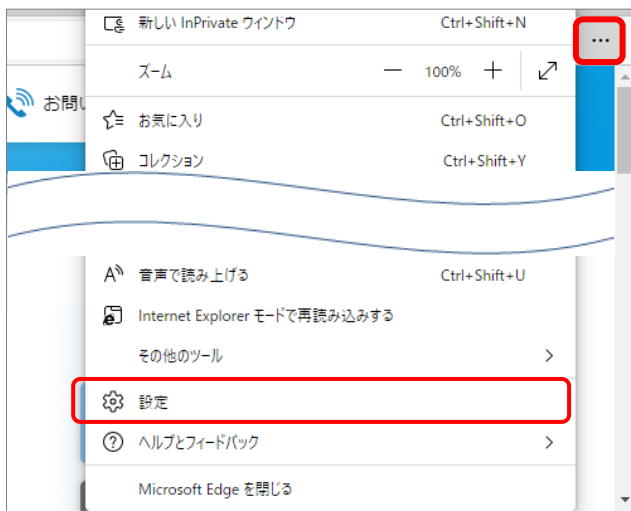 新しい InPrivate ウインドウ Ctrl+Shift+N
ズーム 100%
お問い
お気に入り Ctrl+Shift+O
コレクション Ctrl+Shift+Y
音声で読み上げる Ctrl+Shift+U
Internet Explorer モードで再読み込みする
その他のツール
設定
ヘルプとフィードバック
Microsoft Edge を閉じる